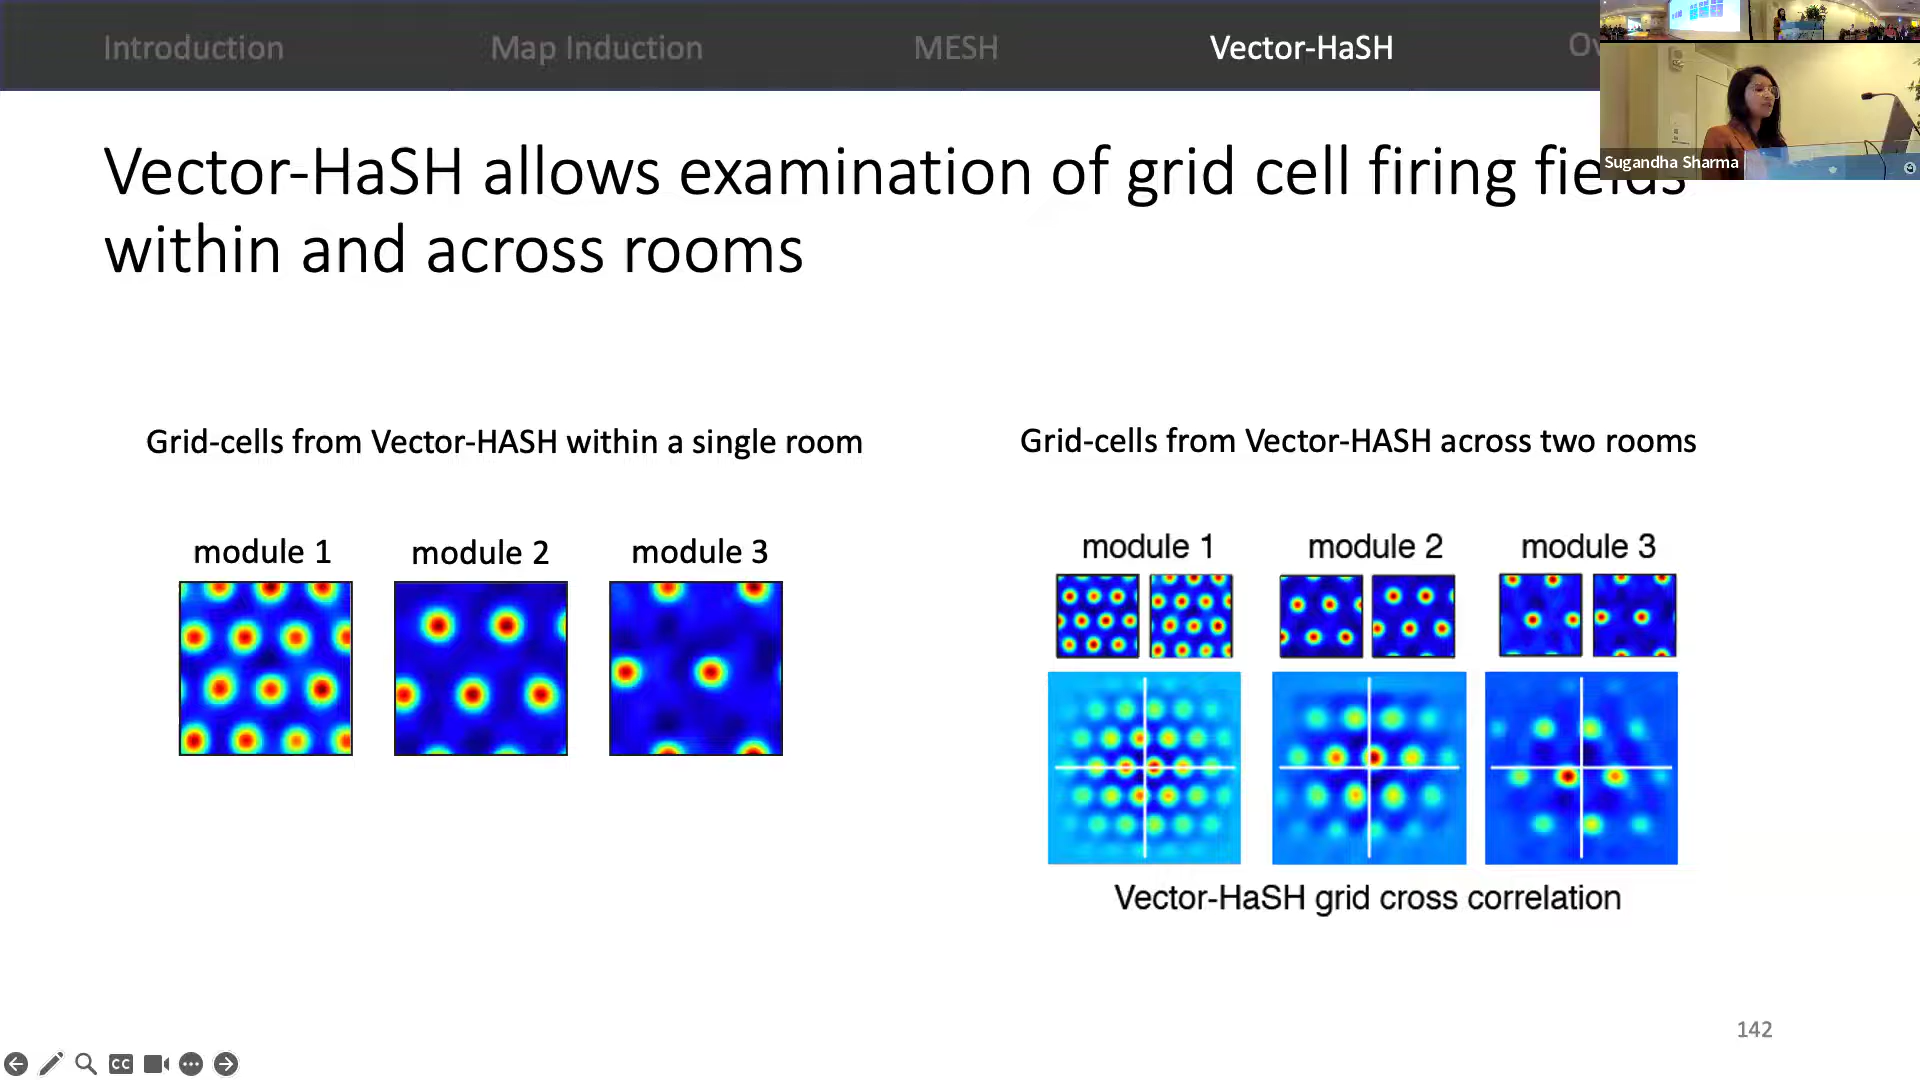 Introduction
Map Induction
MESH
Vector-HaSH
Sugandha Sharma
Vector-HaSH allows examination of grid cell firing fields
within and across rooms
Grid-cells from Vector-HASH within a single room
module 1
module 2
module 3
Grid-cells from Vector-HASH across two rooms
module 1
module 2
module 3
Vector-HaSH grid cross correlation
142
CC